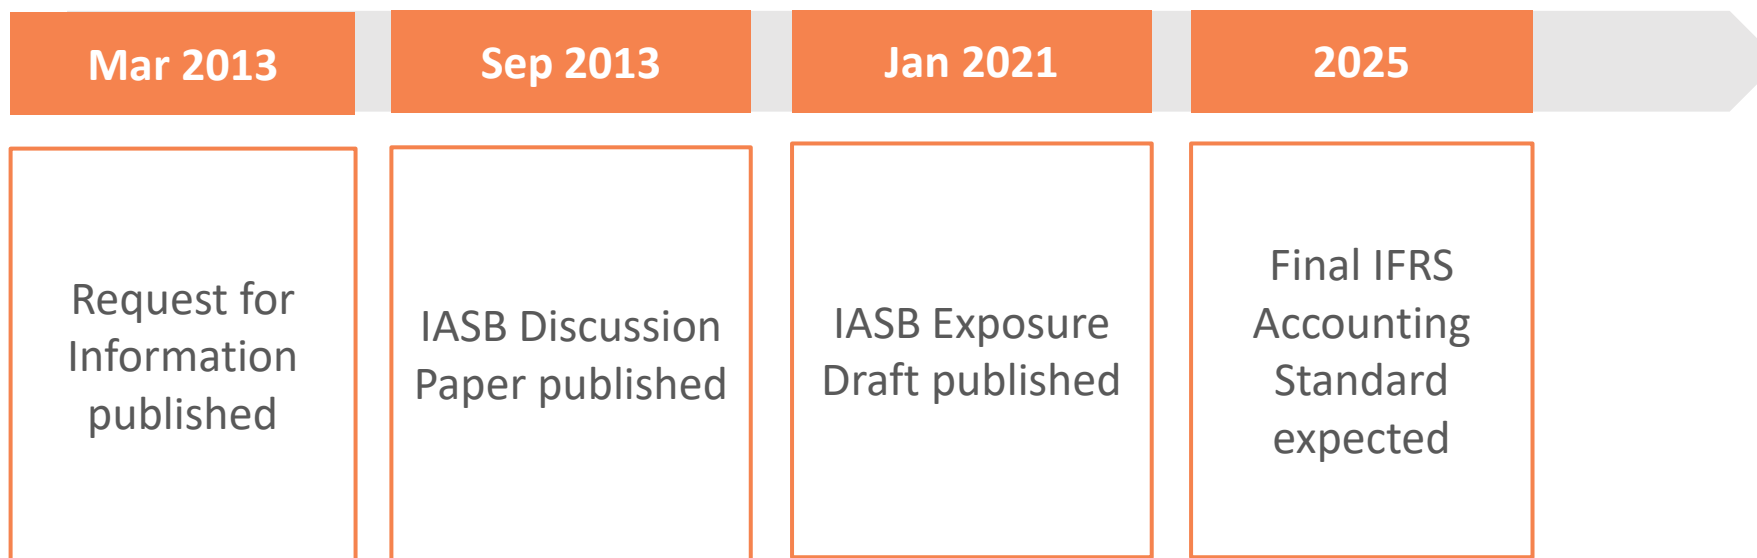 Mar 2013
Sep 2013
Jan 2021
2025
Request for
Information
published
IASB Discussion
Paper published
IASB Exposure
Draft published
Final IFRS
Accounting
Standard
expected